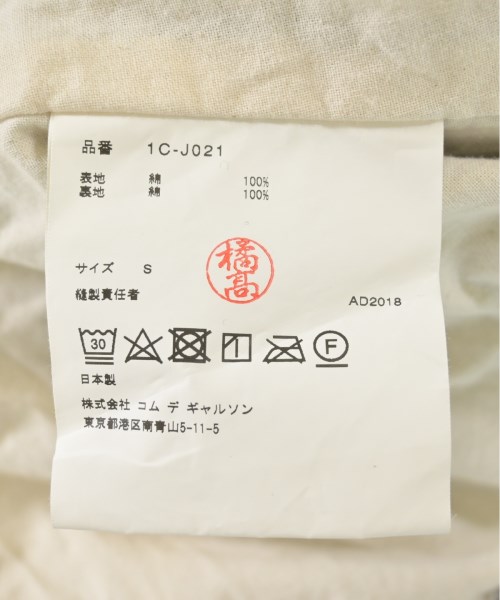 品番 1C-J021
表地 綿 100%
裏地 綿 100%
橘高
サイズ S
縫製責任者
AD2018
30
F
日本製
株式会社 コム デ ギャルソン
東京都港区南青山5-11-5